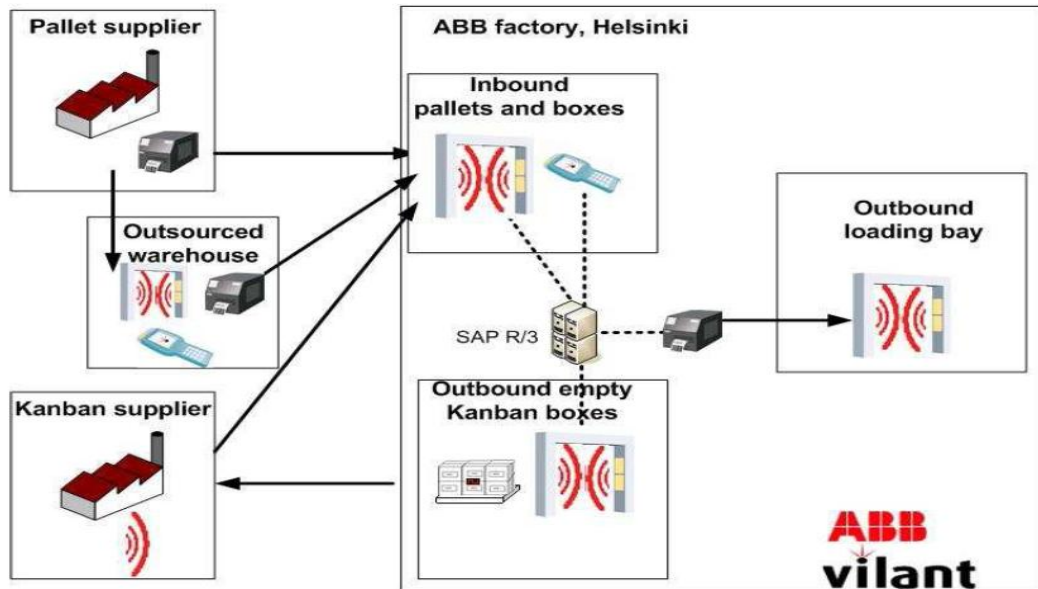 Pallet supplier
ABB factory, Helsinki
Inbound
pallets and boxes
Outsourced
warehouse
Outbound
loading bay
SAP R/3
Kanban supplier
Outbound empty
Kanban boxes
ABB
vilant